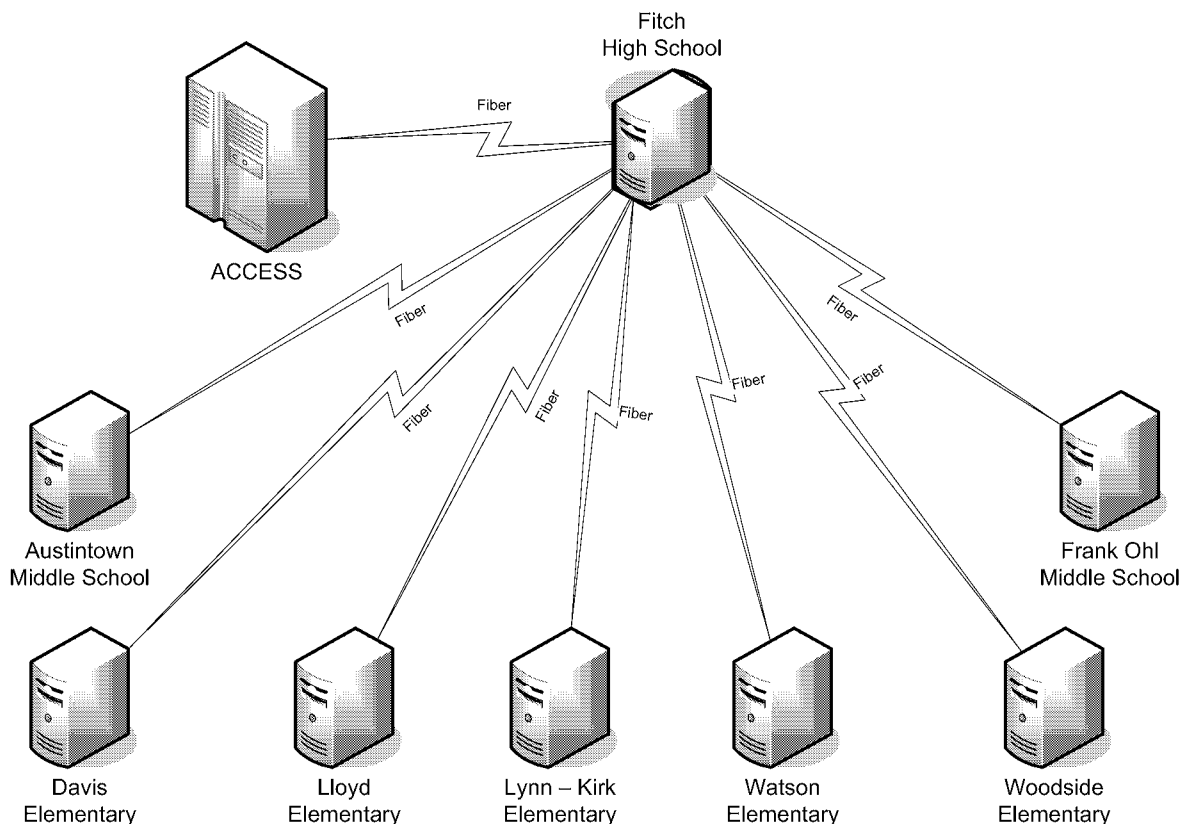 Fitch
High School
Fiber
ACCESS
Fiber
Fiber
Fiber
Fiber
Fiber
Fiber
Fiber
Austintown
Middle School
Frank Ohl
Middle School
Davis
Elementary
Lloyd
Elementary
Lynn – Kirk
Elementary
Watson
Elementary
Woodside
Elementary